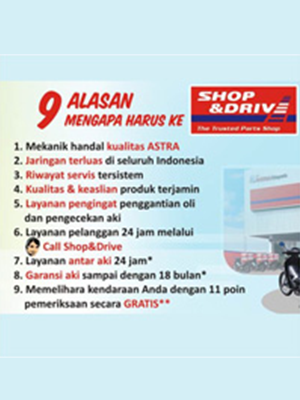 9 ALASAN
MENGAPA HARUS KE
SHOP
& DRIVE
The Trusted Parts Shop
1. Mekanik handal kualitas ASTRA
2. Jaringan terluas di seluruh Indonesia
3. Riwayat servis tersistem
4. Kualitas & keaslian produk terjamin
5. Layanan pengingat penggantian oli
dan pengecekan aki
6. Layanan pelanggan 24 jam melalui
Call Shop&Drive
7. Layanan antar aki 24 jam*
8. Garansi aki sampai dengan 18 bulan*
9. Memelihara kendaraan Anda dengan 11 poin
pemeriksaan secara GRATIS**